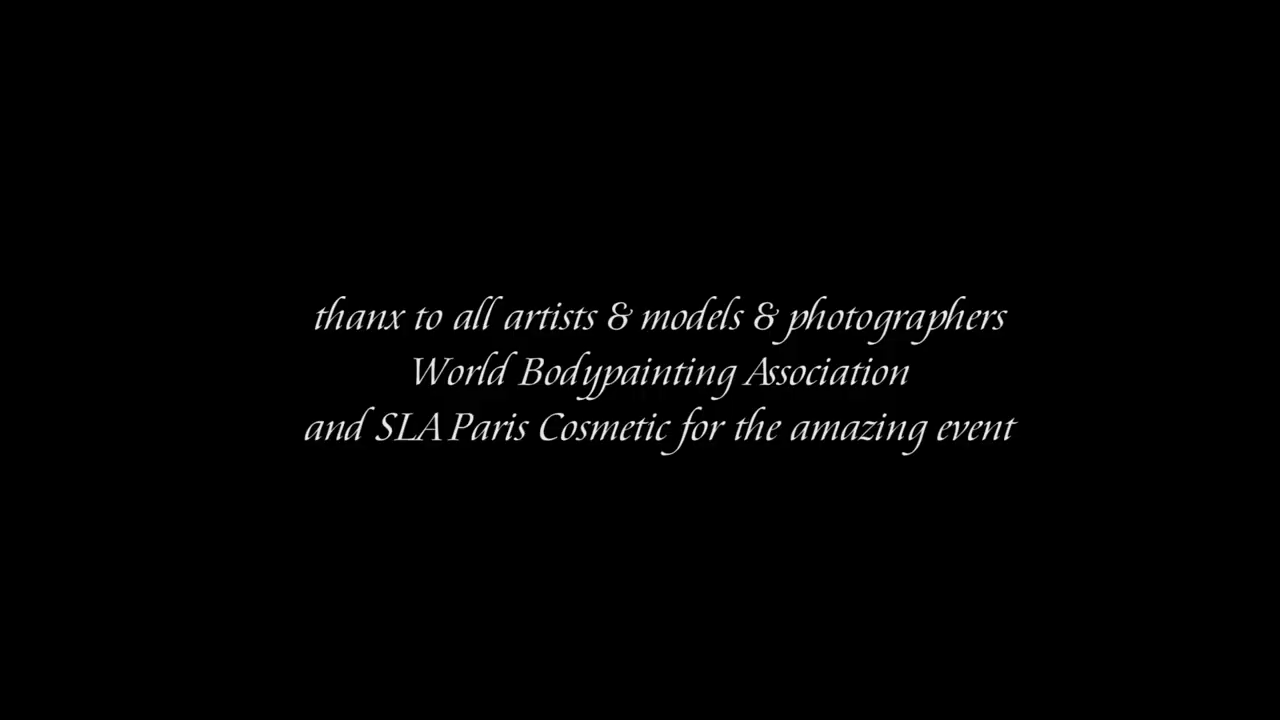 thanx to all artists & models & photographers
World Bodypainting Association
and SLA Paris Cosmetic for the amazing event